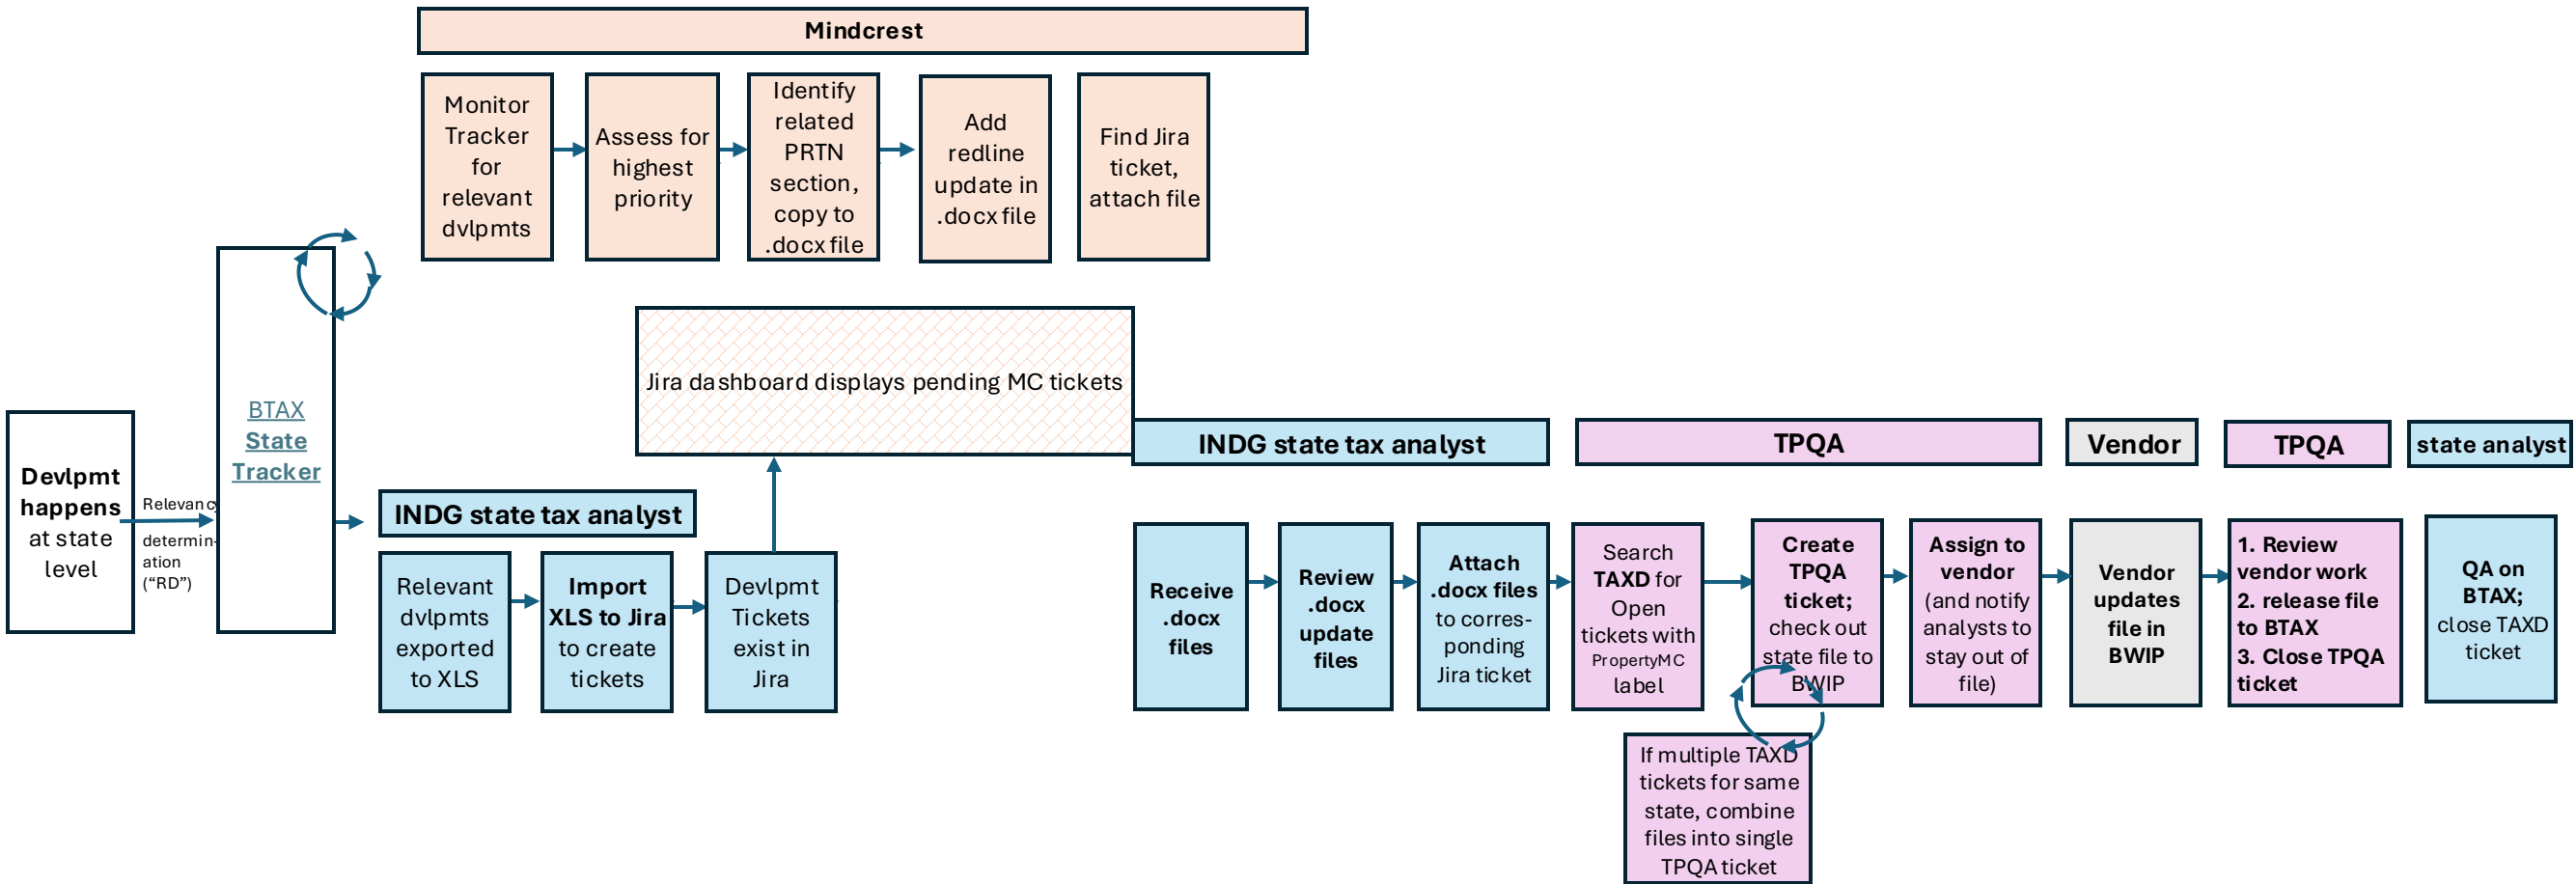 Mindcrest
Monitor
Tracker
for
relevant
dvlpmts
Assess for
highest
priority
Identify
related
PRTN
section,
copy to
.docx file
Add
redline
update in
.docx file
Find Jira
ticket,
attach file
Jira dashboard displays pending MC tickets
Devlpmt
happens
at state
level
Relevancy
determin-
ation
("RD")
BTAX
State
Tracker
INDG state tax analyst
Relevant
dvlpmts
exported
to XLS
Import
XLS to Jira
to create
tickets
Devlpmt
Tickets
exist in
Jira
INDG state tax analyst
TPQA
Vendor
TPQA
state analyst
Receive
.docx
files
Review
.docx
update
files
Attach
.docx files
to corres-
ponding
Jira ticket
Search
TAXD for
Open
tickets with
PropertyMC
label
Create
TPQA
ticket;
check out
state file to
BWIP
Assign to
vendor
(and notify
analysts to
stay out of
file)
Vendor
updates
file in
BWIP
1. Review
vendor work
2. release file
to BTAX
3. Close TPQA
ticket
QA on
BTAX;
close TAXD
ticket
If multiple TAXD
tickets for same
state, combine
files into single
TPQA ticket